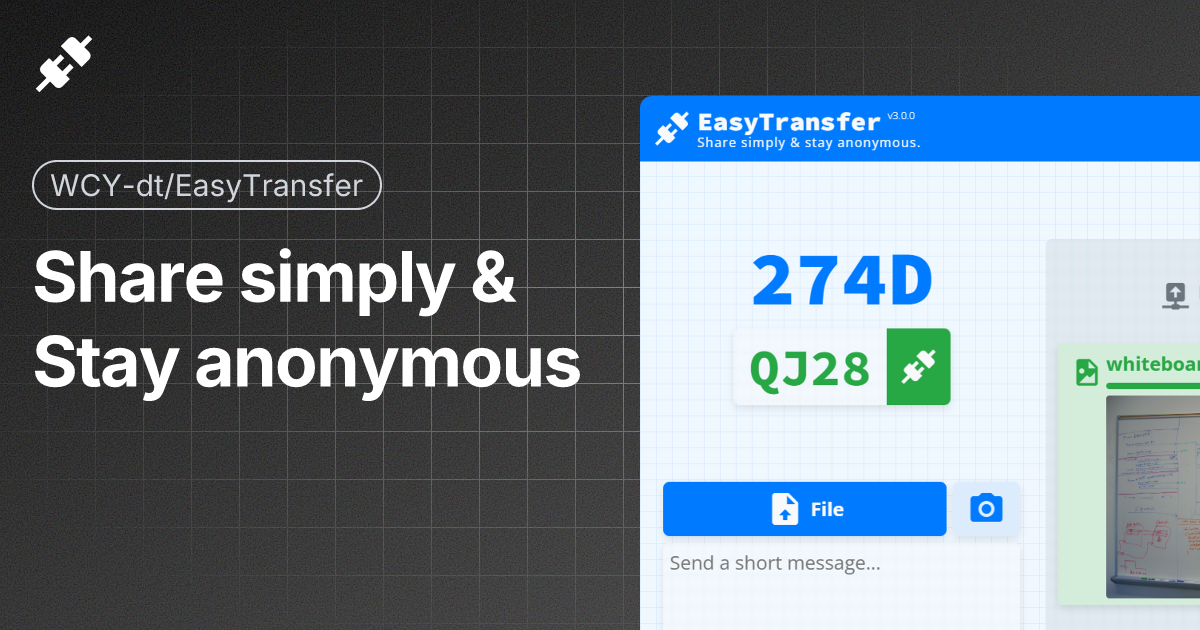 WCY-dt/EasyTransfer
Share simply &
Stay anonymous
EasyTransfer v3.0.0
Share simply & stay anonymous.
274D
QJ28
File
Send a short message...